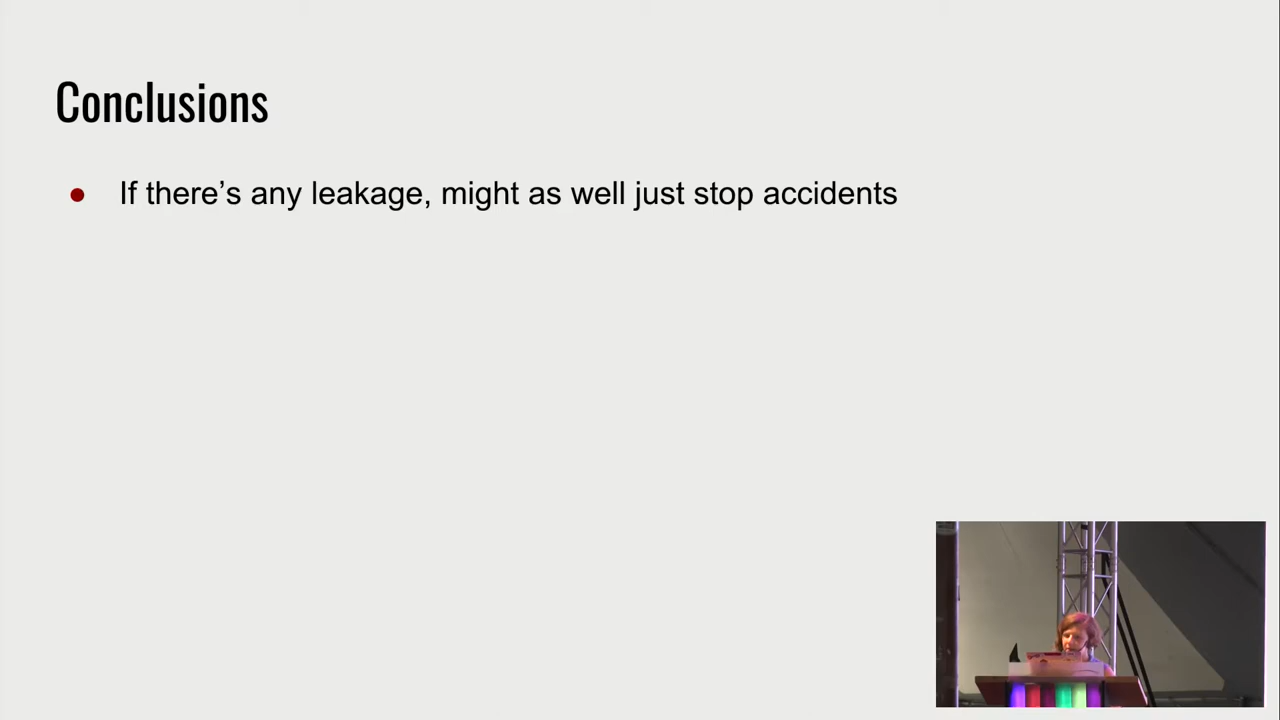 Conclusions
● If there’s any leakage, might as well just stop accidents